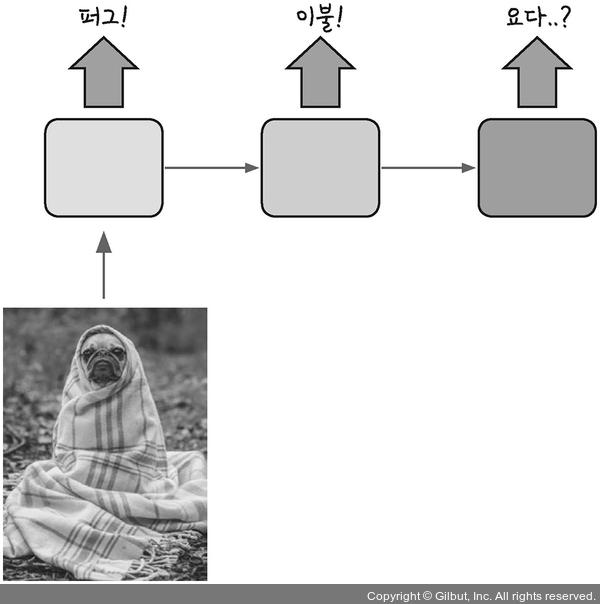 퍼그!
이불!
요다..?
Copyright © Gilbut, Inc. All rights reserved.